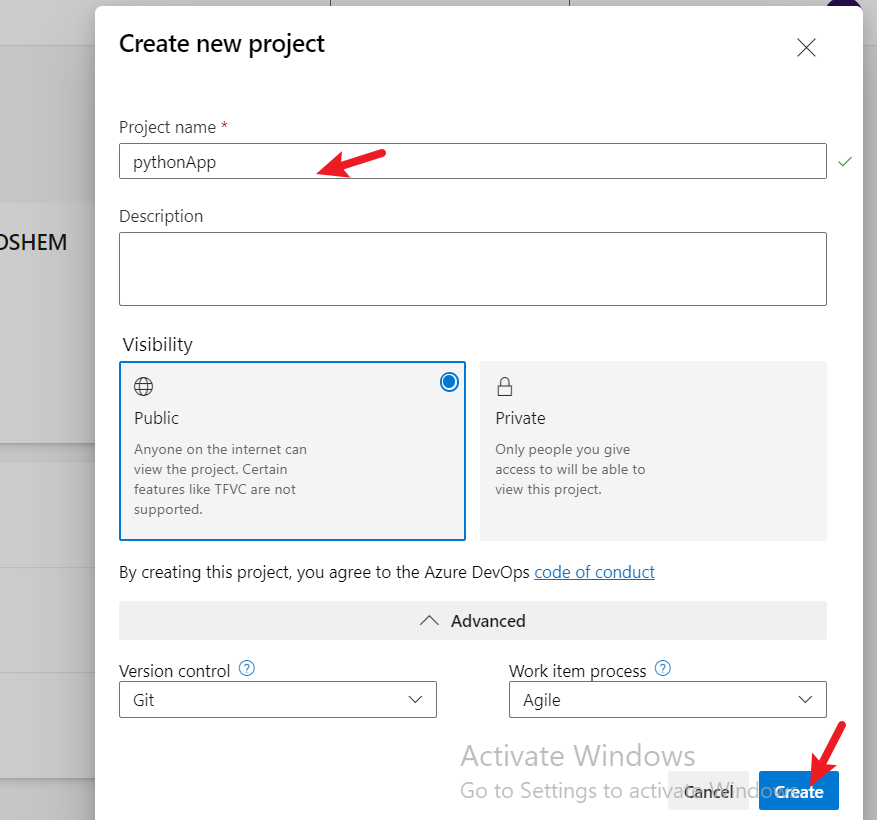 Create new project
Project name *
pythonApp
OSHEM
Description
Visibility
Public
Anyone on the internet can
view the project. Certain
features like TFVC are not
supported.
Private
Only people you give
access to will be able to
view this project.
By creating this project, you agree to the Azure DevOps code of conduct
Advanced
Version control ?
Git
Work item process ?
Agile
Activate Windows
Go to Settings to activate Windows.
Cancel
Create